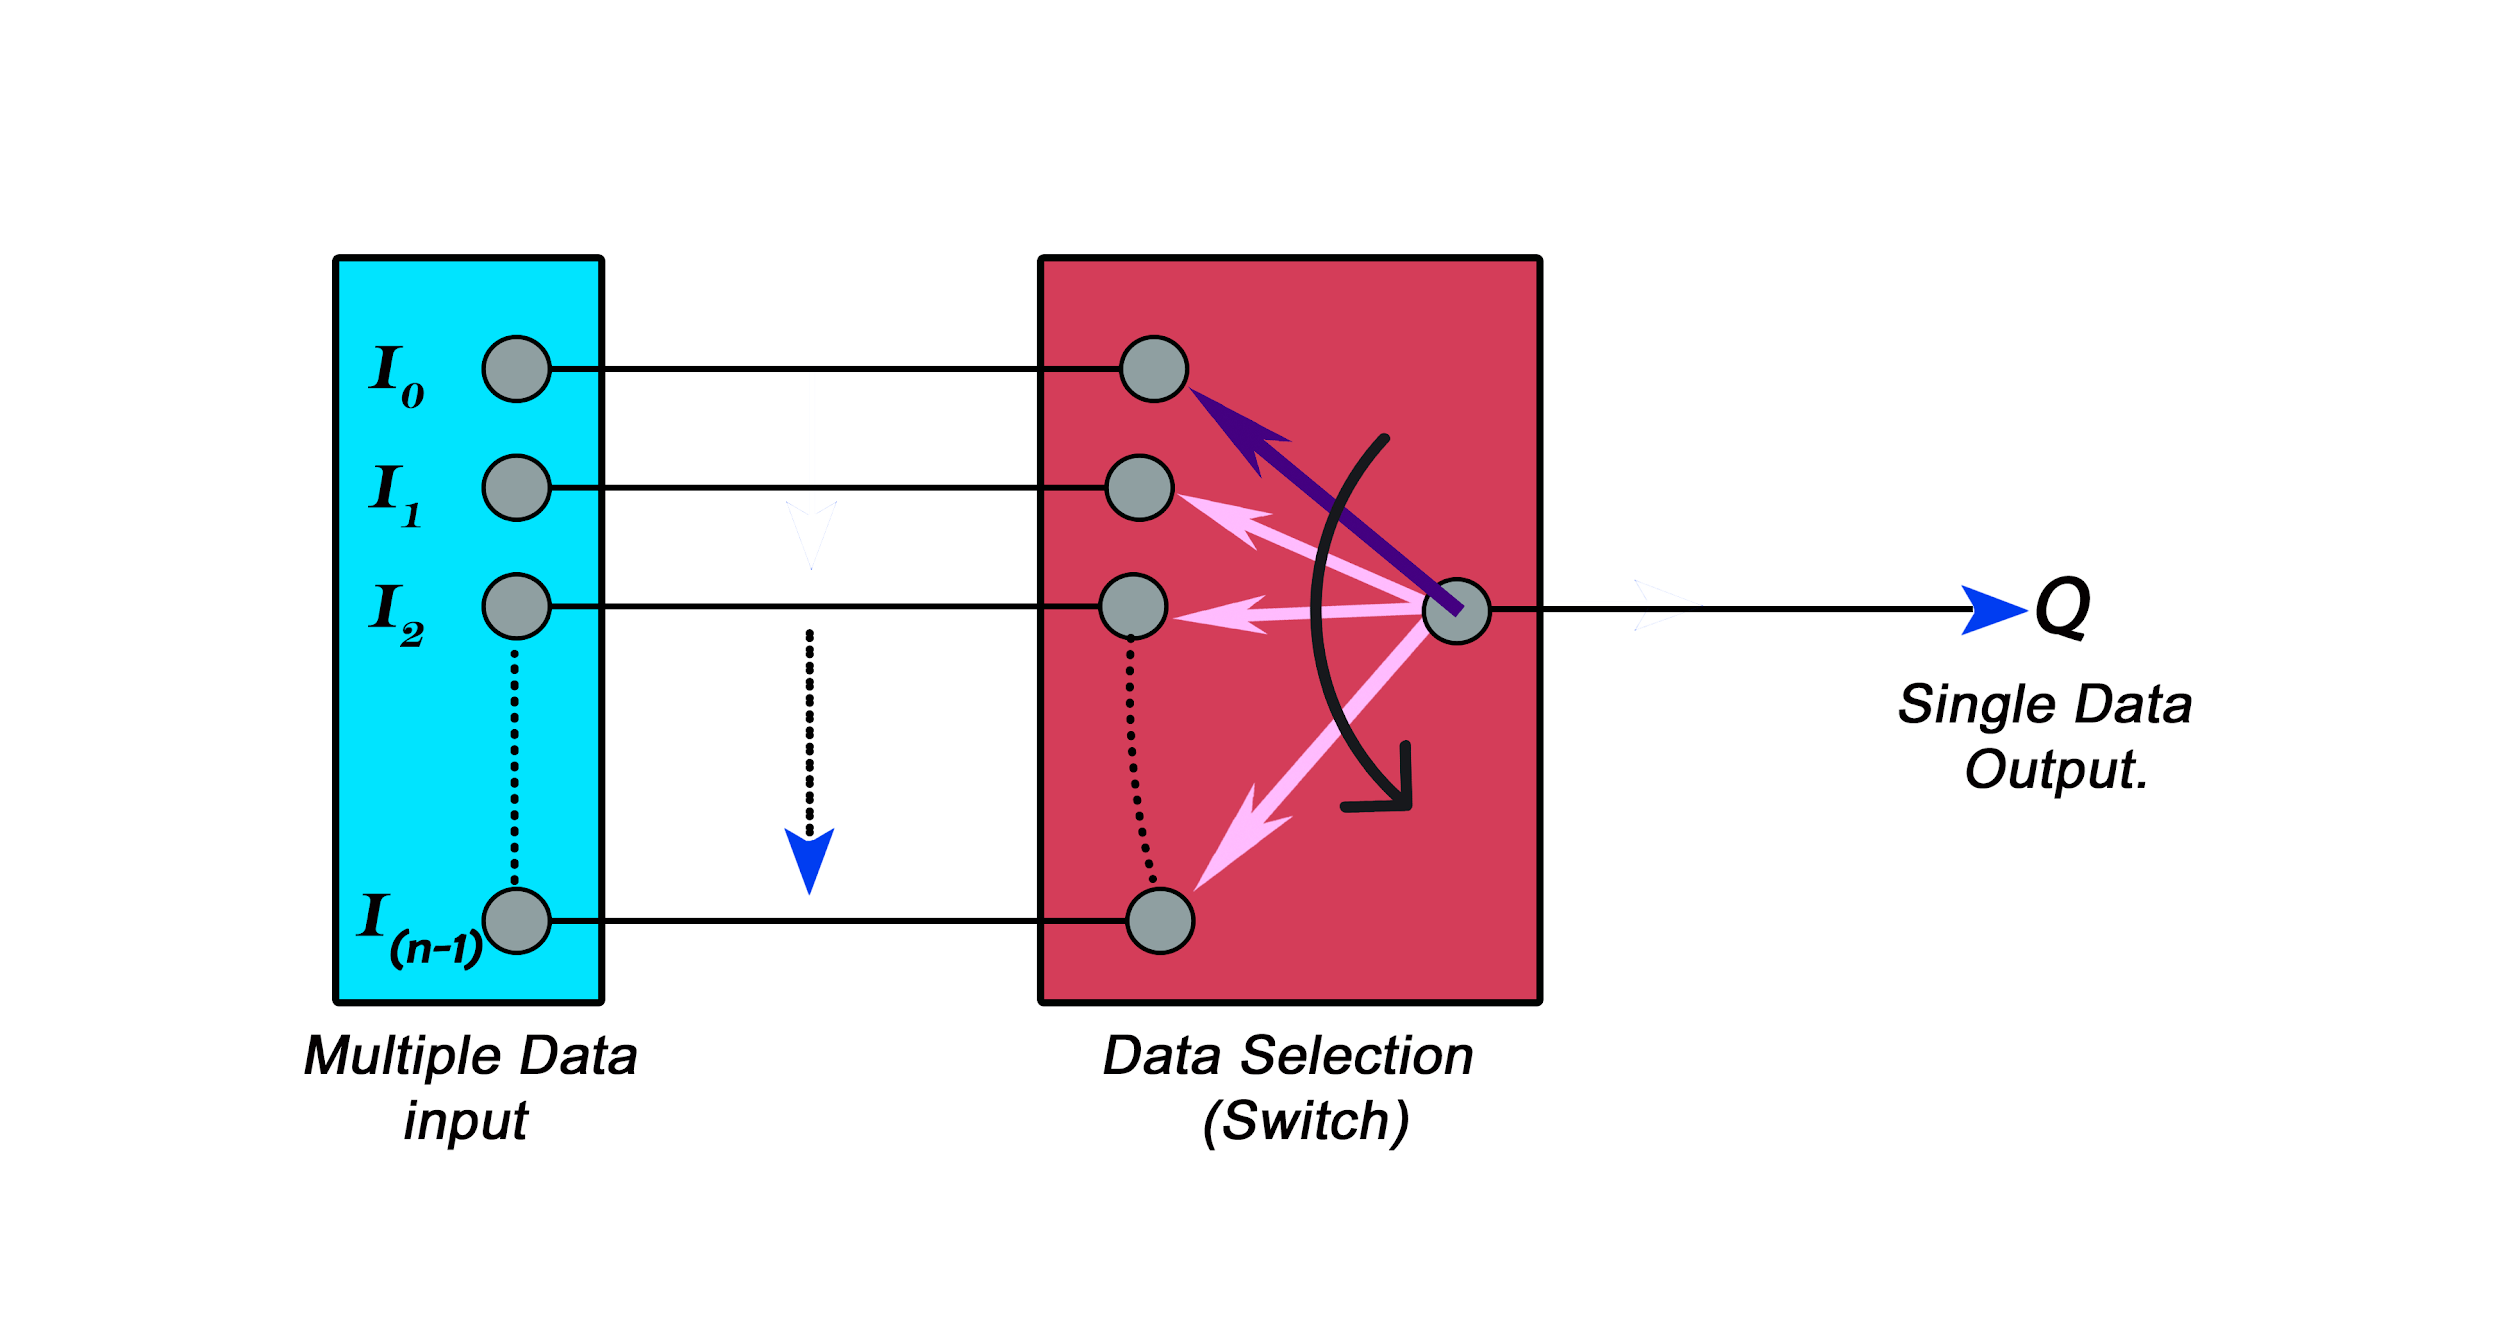 I0
I1
I2
I(n-1)
Q
Single Data
Output.
Multiple Data
input
Data Selection
(Switch)